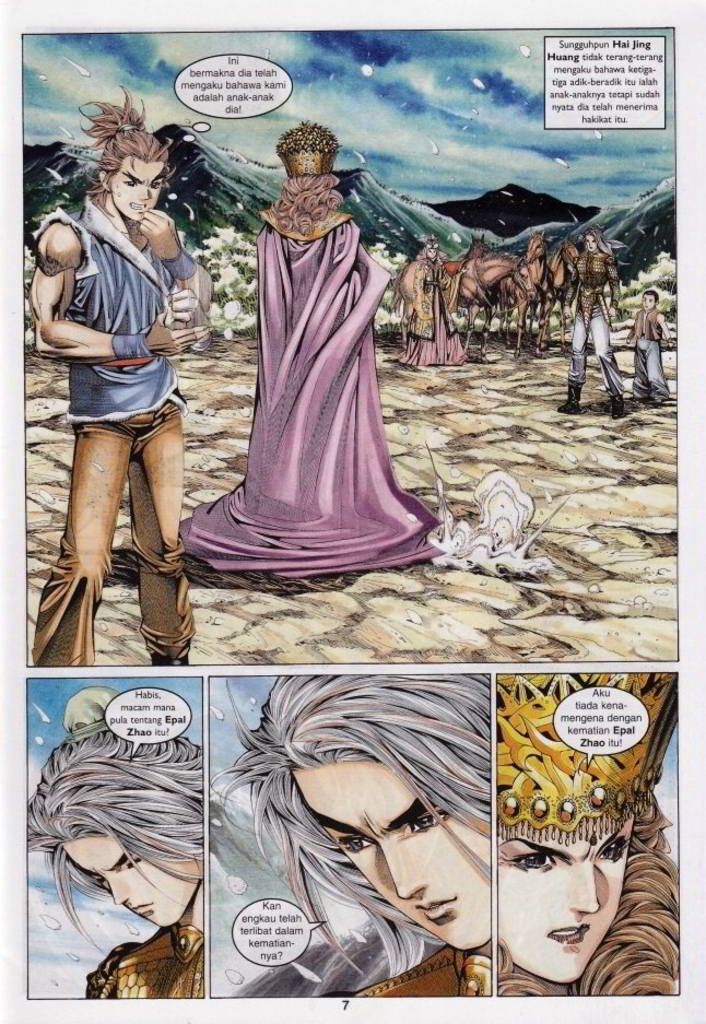 Ini
bermakna dia telah
mengaku bahawa kami
adalah anak-anak
dia!
Sungguhpun Hai Jing
Huang tidak terang-terang
mengaku bahawa ketiga-
tiga adik-beradik itu ialah
anak-anaknya tetapi sudah
nyata dia telah menerima
hakikat itu.
Habis,
macam mana
pula tentang Epal
Zhao itu?
Kan
engkau telah
terlibat dalam
kematian-
nya?
Aku
tiada kena-
mengena dengan
kematian Epal
Zhao itu!
7